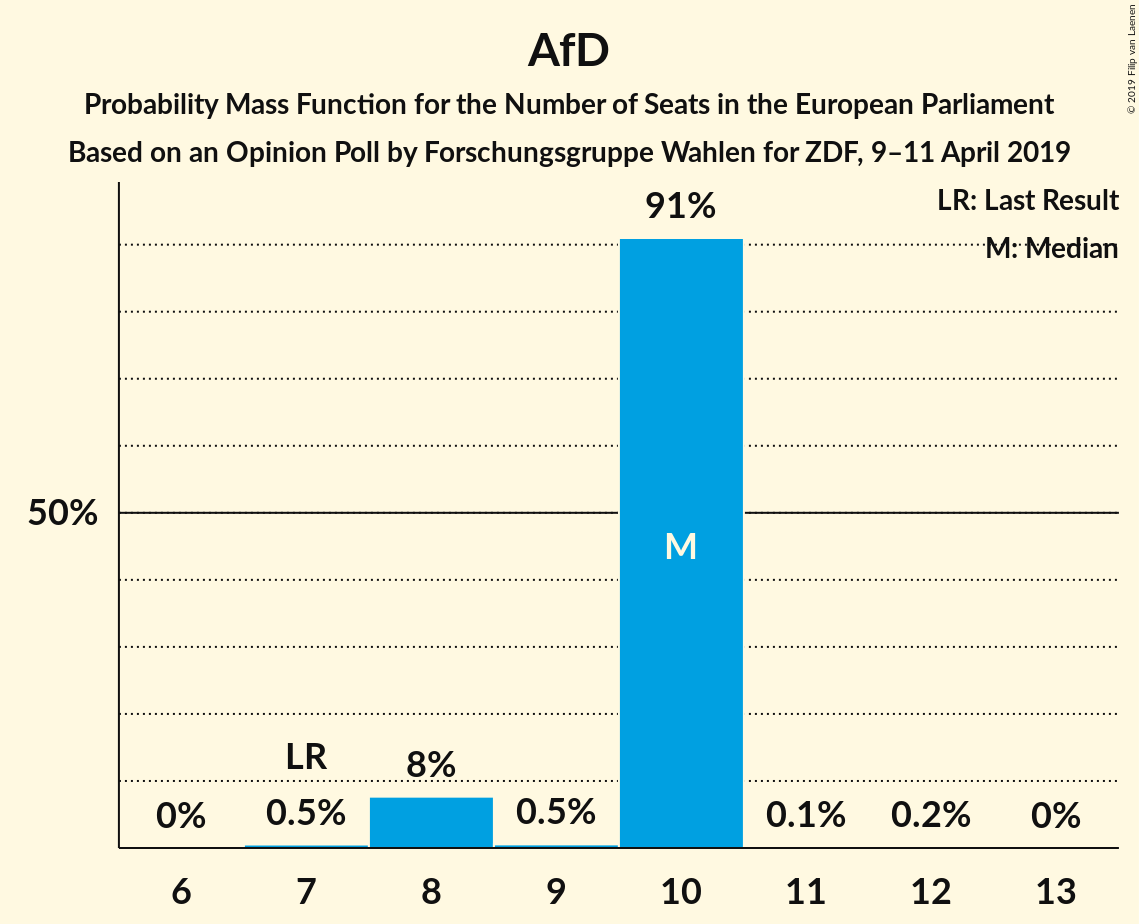 AfD
Probability Mass Function for the Number of Seats in the European Parliament
Based on an Opinion Poll by Forschungsgruppe Wahlen for ZDF, 9–11 April 2019
© 2019 Filip van Laenen
LR: Last Result
M: Median
91%
50%
M
LR
8%
0%
0.5%
0.5%
0.1%
0.2%
0%
6 7 8 9 10 11 12 13